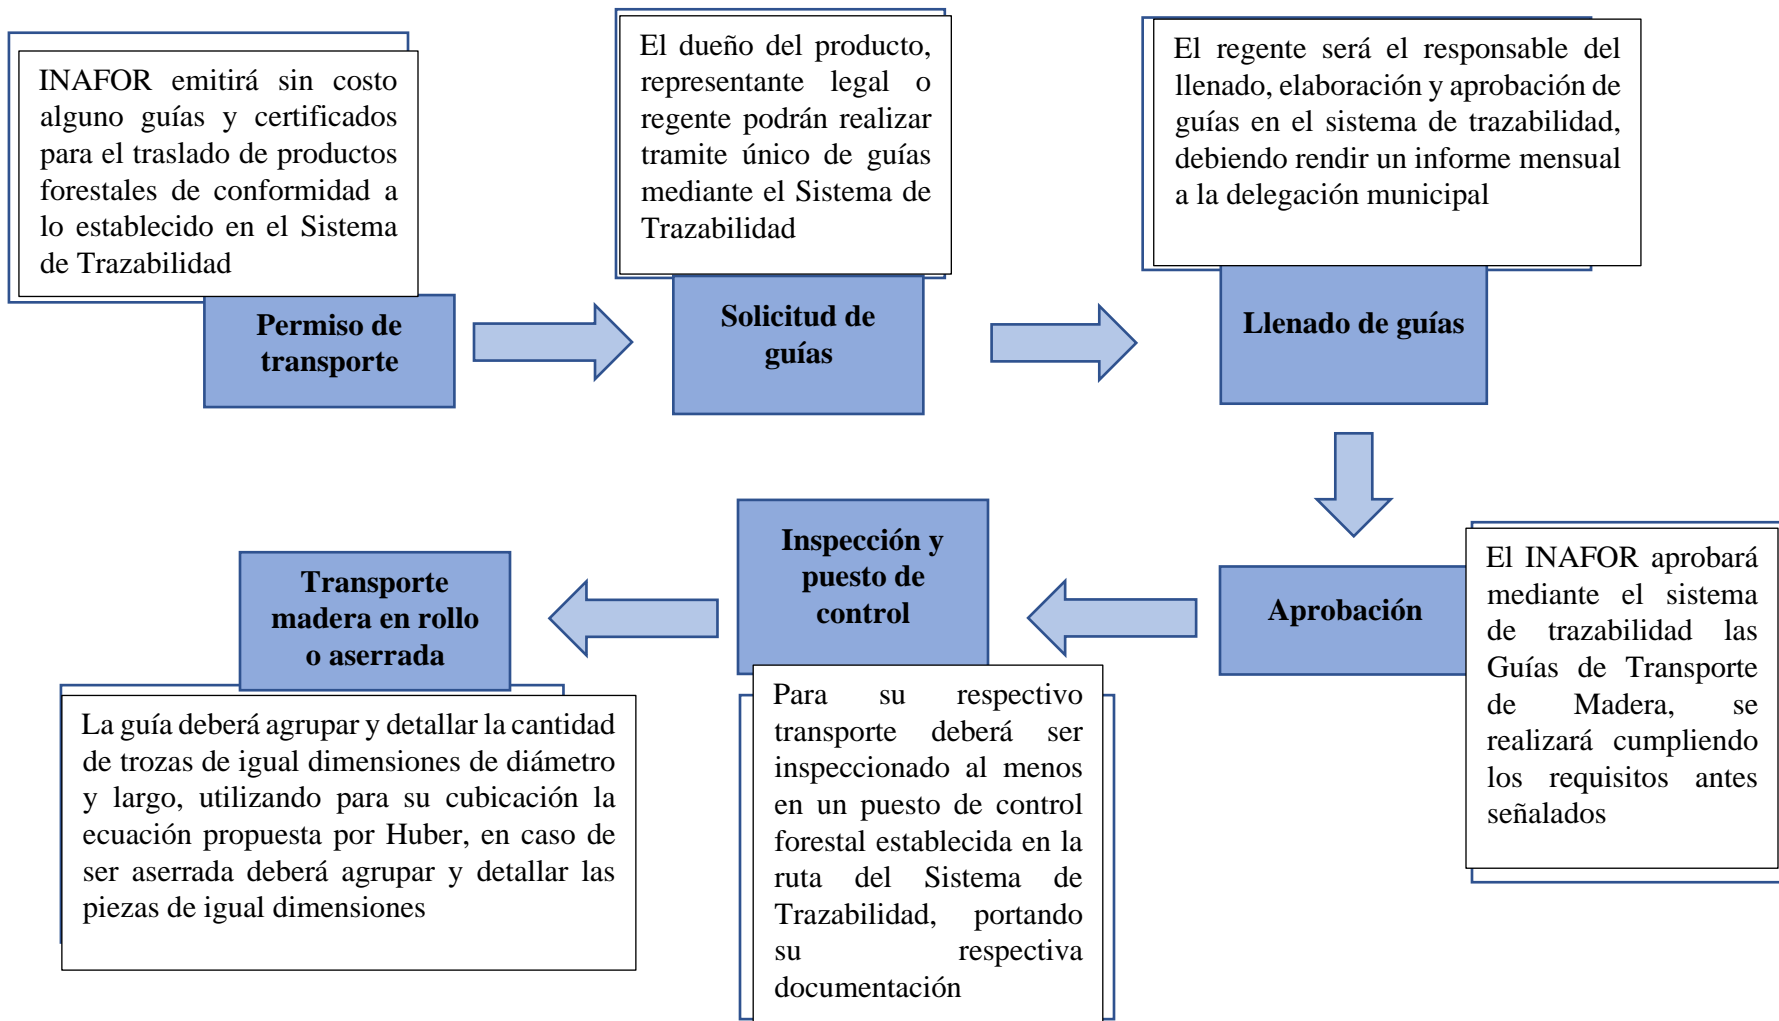 INAFOR emitirá sin costo
alguno guías y certificados
para el traslado de productos
forestales de conformidad a
lo establecido en el Sistema
de Trazabilidad
Permiso de
transporte
El dueño del producto,
representante legal o
regente podrán realizar
tramite único de guías
mediante el Sistema de
Trazabilidad
Solicitud de
guías
El regente será el responsable del
llenado, elaboración y aprobación de
guías en el sistema de trazabilidad,
debiendo rendir un informe mensual
a la delegación municipal
Llenado de guías
Aprobación
El INAFOR aprobará
mediante el sistema
de trazabilidad las
Guías de Transporte
de Madera, se
realizará cumpliendo
los requisitos antes
señalados
Inspección y
puesto de
control
Para su respectivo
transporte deberá ser
inspeccionado al menos
en un puesto de control
forestal establecida en la
ruta del Sistema de
Trazabilidad, portando
su respectiva
documentación
Transporte
madera en rollo
o aserrada
La guía deberá agrupar y detallar la cantidad
de trozas de igual dimensiones de diámetro
y largo, utilizando para su cubicación la
ecuación propuesta por Huber, en caso de
ser aserrada deberá agrupar y detallar las
piezas de igual dimensiones